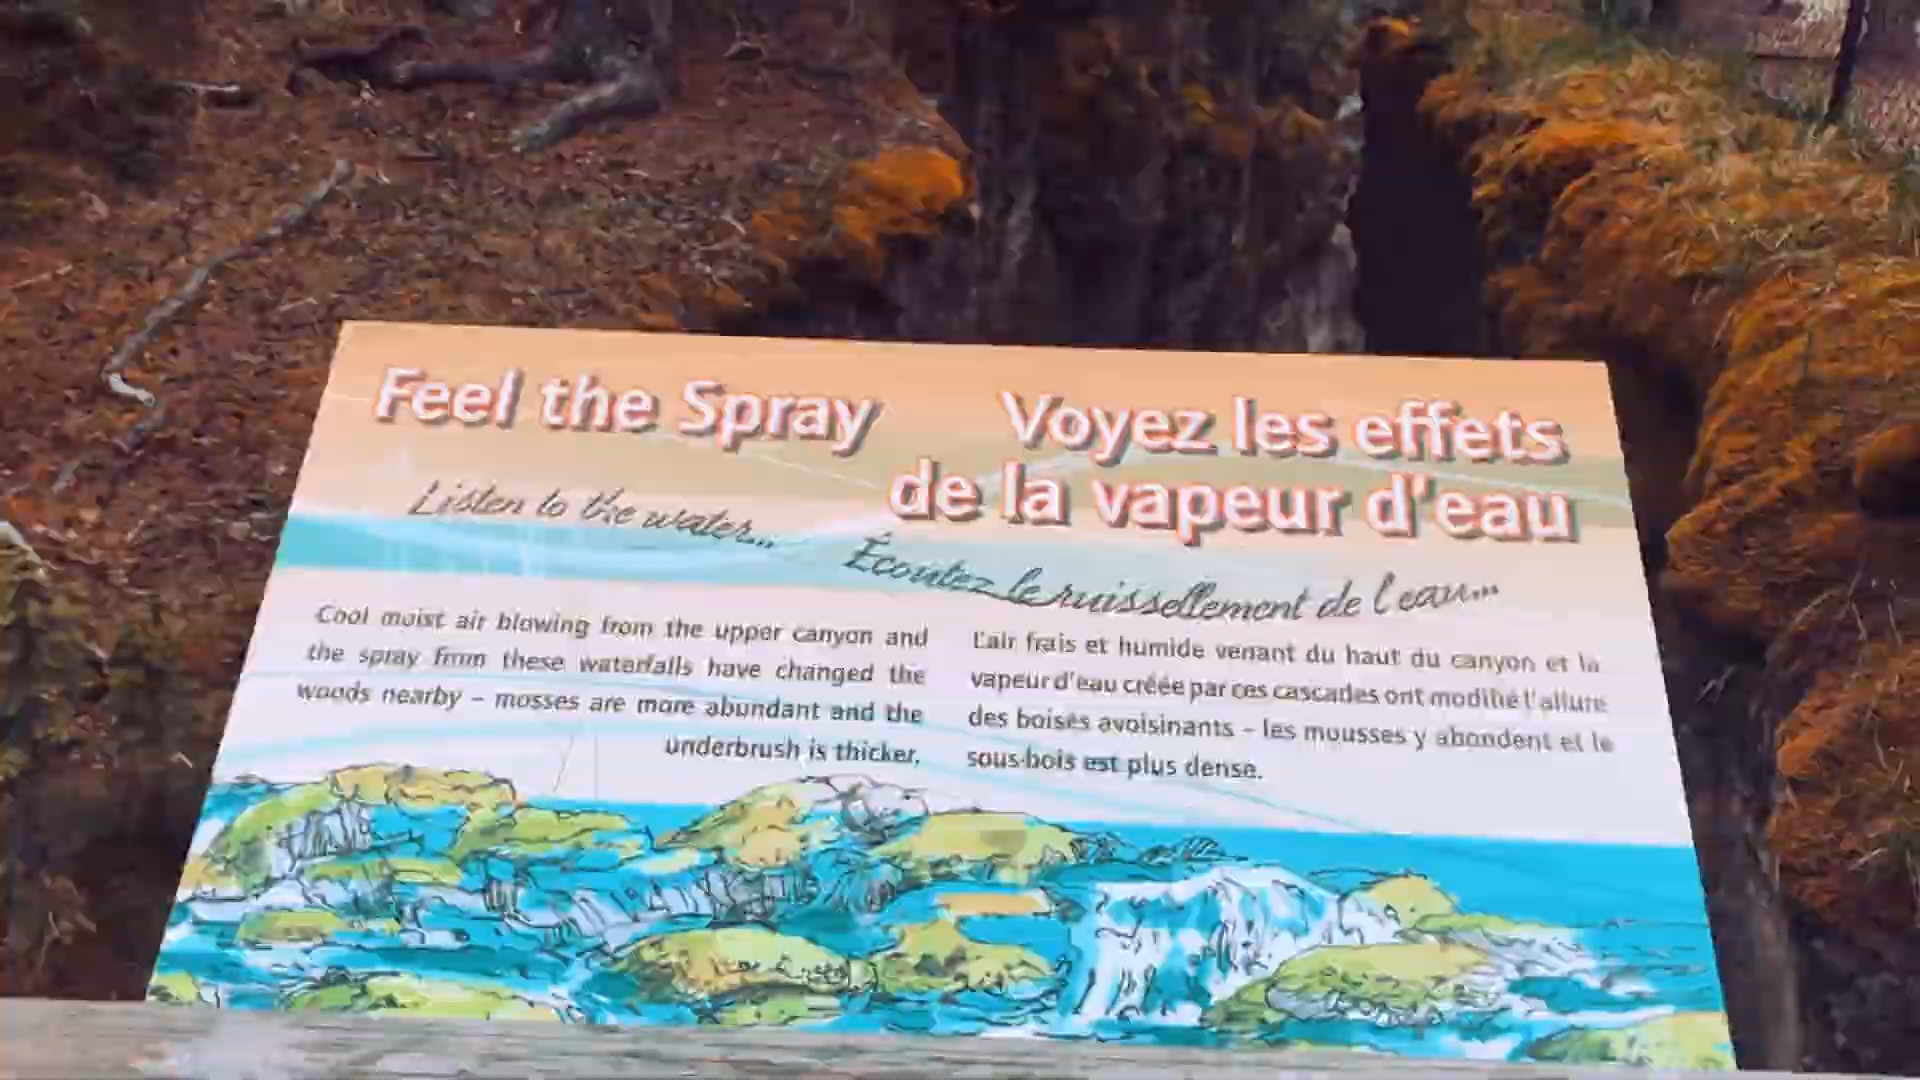 Feel the Spray
Listen to the water...
Cool moist air blowing from the upper canyon and
the spray from these waterfalls have changed the
woods nearby – mosses are more abundant and the
underbrush is thicker.
Voyez les effets
de la vapeur d'eau
Écoutez le ruissellement de l'eau...
L'air frais et humide venant du haut du canyon et la
vapeur d'eau créée par ces cascades ont modifié l'allure
des boisés avoisinants – les mousses y abondent et le
sous-bois est plus dense.